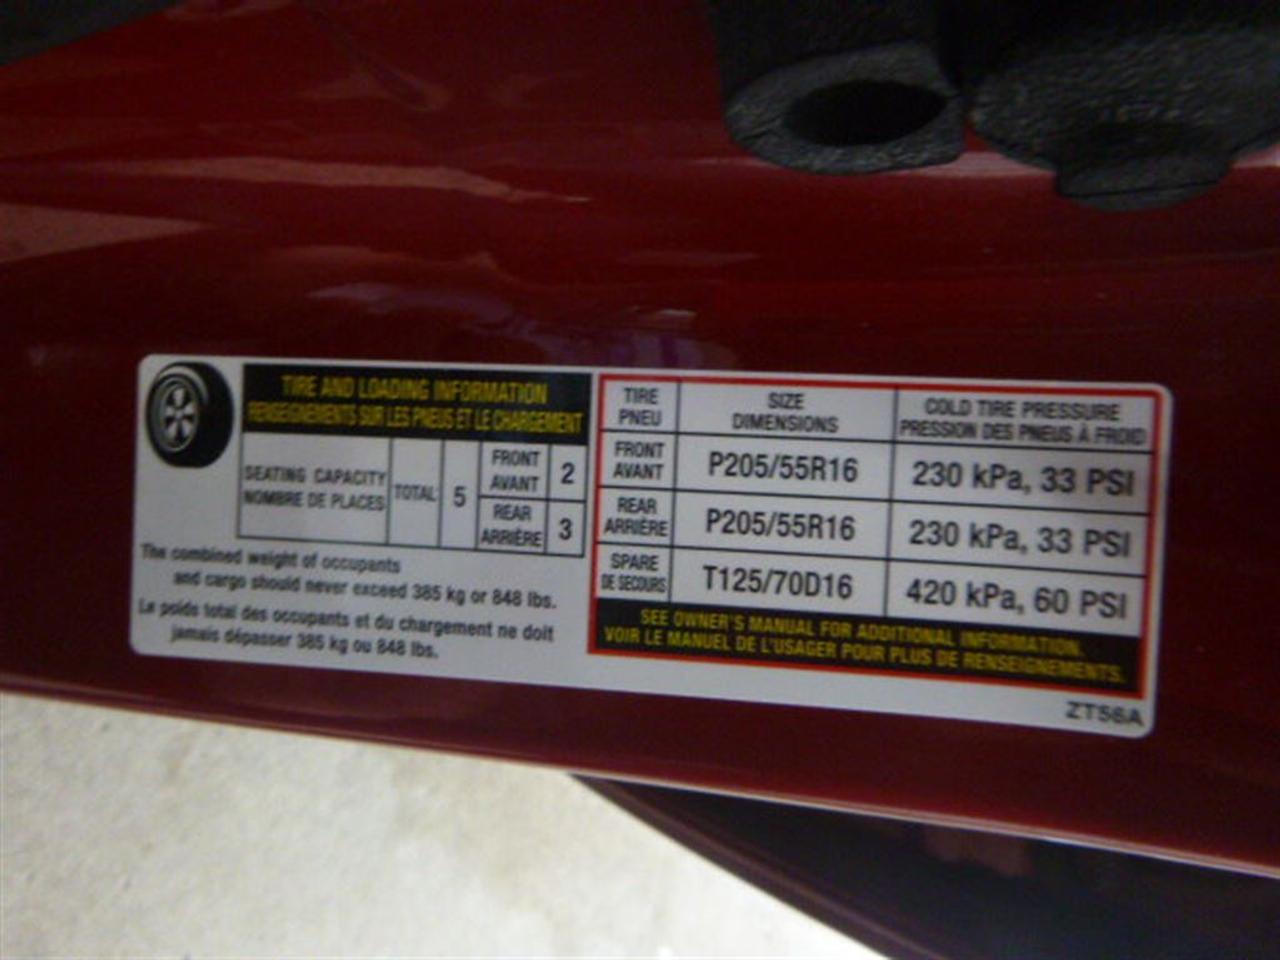 TIRE AND LOADING INFORMATION
RENSEIGNEMENTS SUR LES PNEUS ET LE CHARGEMENT
SEATING CAPACITY
NOMBRE DE PLACES
TOTAL
5
FRONT
AVANT
2
REAR
ARRIÈRE
3
The combined weight of occupants
and cargo should never exceed 385 kg or 848 lbs.
Le poids total des occupants et du chargement ne doit
jamais dépasser 385 kg ou 848 lbs.
TIRE
PNEU
SIZE
DIMENSIONS
COLD TIRE PRESSURE
PRESSION DES PNEUS À FROID
FRONT
AVANT
P205/55R16
230 kPa, 33 PSI
REAR
ARRIÈRE
P205/55R16
230 kPa, 33 PSI
SPARE
DE SECOURS
T125/70D16
420 kPa, 60 PSI
SEE OWNER'S MANUAL FOR ADDITIONAL INFORMATION.
VOIR LE MANUEL DE L'USAGER POUR PLUS DE RENSEIGNEMENTS.
ZT56A